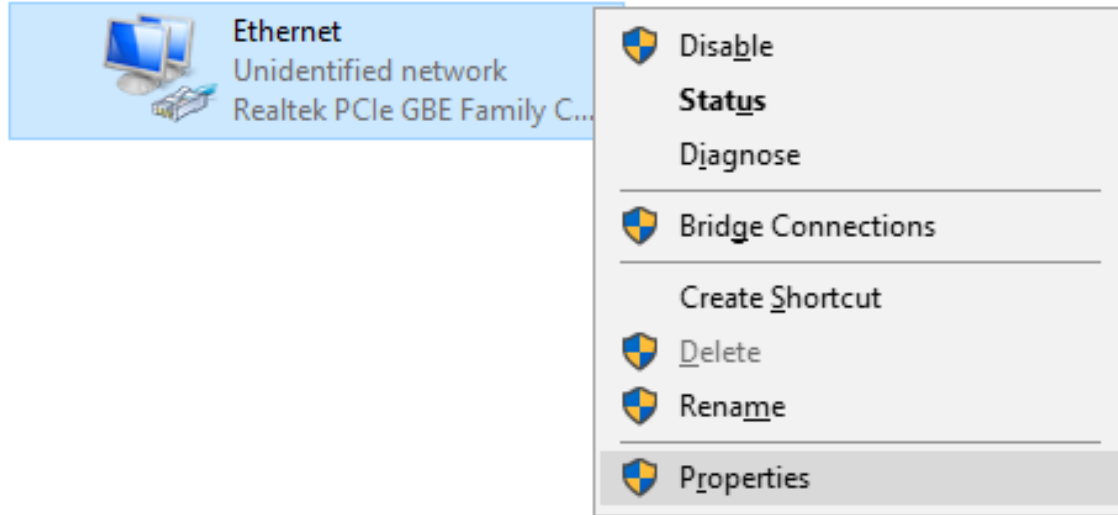 Ethernet
Unidentified network
Realtek PCIe GBE Family C...
Disable
Status
Diagnose
Bridge Connections
Create Shortcut
Delete
Rename
Properties